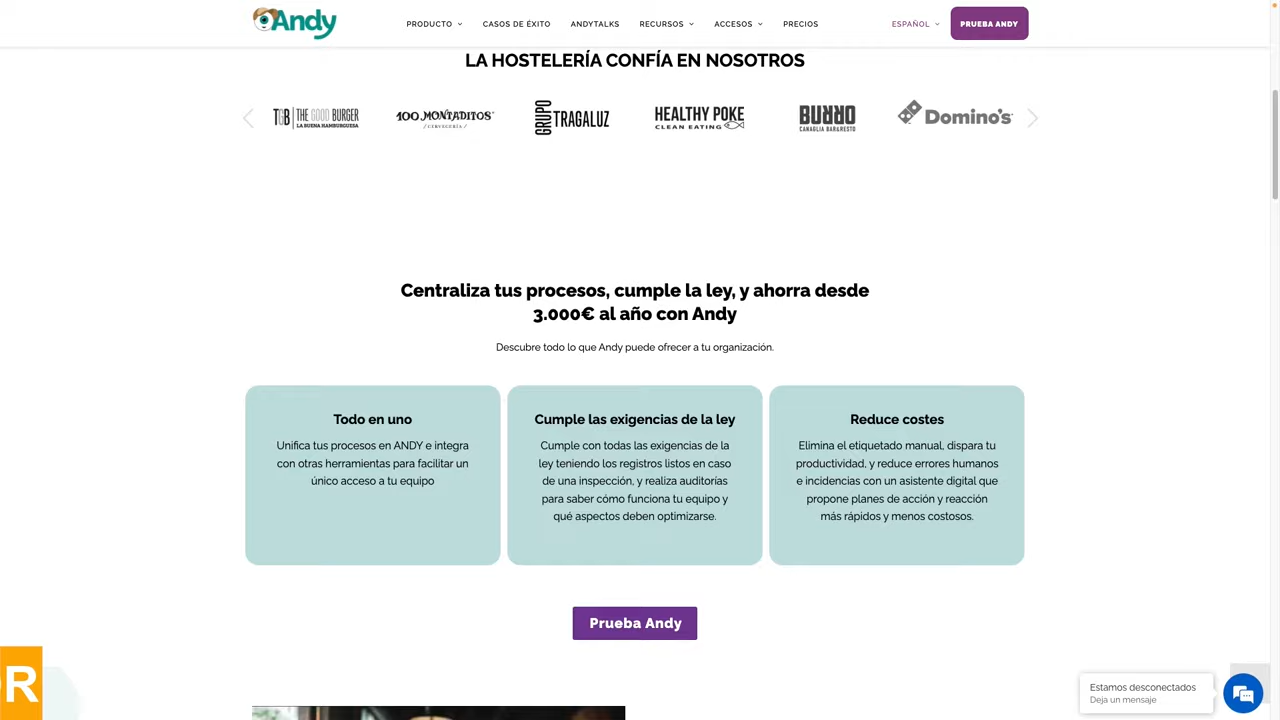 Andy
PRODUCTO
CASOS DE ÉXITO
ANDYTALKS
RECURSOS
ACCESOS
PRECIOS
ESPAÑOL
PRUEBA ANDY
LA HOSTELERÍA CONFÍA EN NOSOTROS
TGB THE GOOD BURGER
LA BUENA HAMBURGUESA
100 MONTADITOS
CERVECERÍA
GRUPO TRAGALUZ
HEALTHY POKE
CLEAN EATING
BURRO
CANAGLIA BAR&RESTO
Domino's
Centraliza tus procesos, cumple la ley, y ahorra desde
3.000€ al año con Andy
Descubre todo lo que Andy puede ofrecer a tu organización.
Todo en uno
Unifica tus procesos en ANDY e integra
con otras herramientas para facilitar un
único acceso a tu equipo
Cumple las exigencias de la ley
Cumple con todas las exigencias de la
ley teniendo los registros listos en caso
de una inspección, y realiza auditorías
para saber cómo funciona tu equipo y
qué aspectos deben optimizarse.
Reduce costes
Elimina el etiquetado manual, dispara tu
productividad, y reduce errores humanos
e incidencias con un asistente digital que
propone planes de acción y reacción
más rápidos y menos costosos.
Prueba Andy
OR
Estamos desconectados
Deja un mensaje